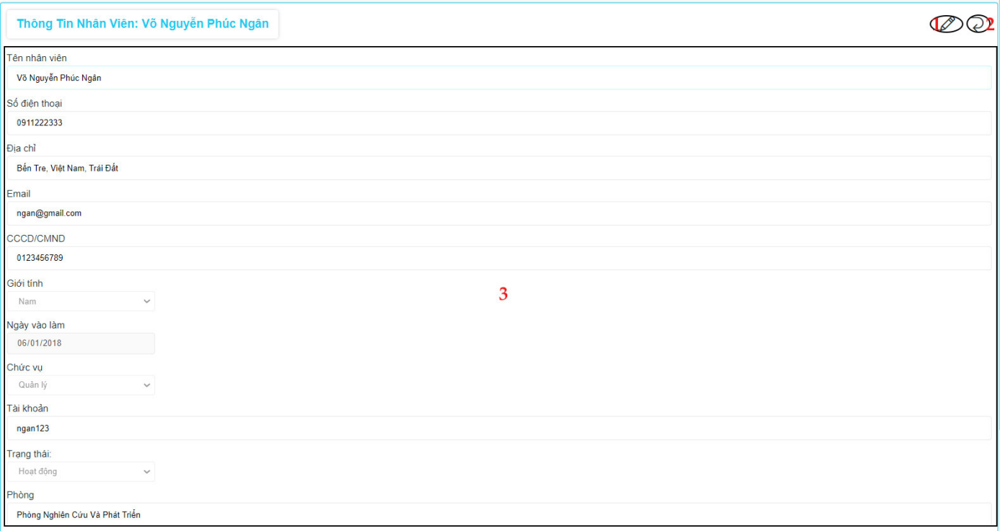 Thông Tin Nhân Viên: Võ Nguyễn Phúc Ngân
1
2
Tên nhân viên
Võ Nguyễn Phúc Ngân
Số điện thoại
0911222333
Địa chỉ
Bến Tre, Việt Nam, Trái Đất
Email
ngan@gmail.com
CCCD/CMND
0123456789
Giới tính
Nam
3
Ngày vào làm
06/01/2018
Chức vụ
Quản lý
Tài khoản
ngan123
Trạng thái:
Hoạt động
Phòng
Phòng Nghiên Cứu Và Phát Triển